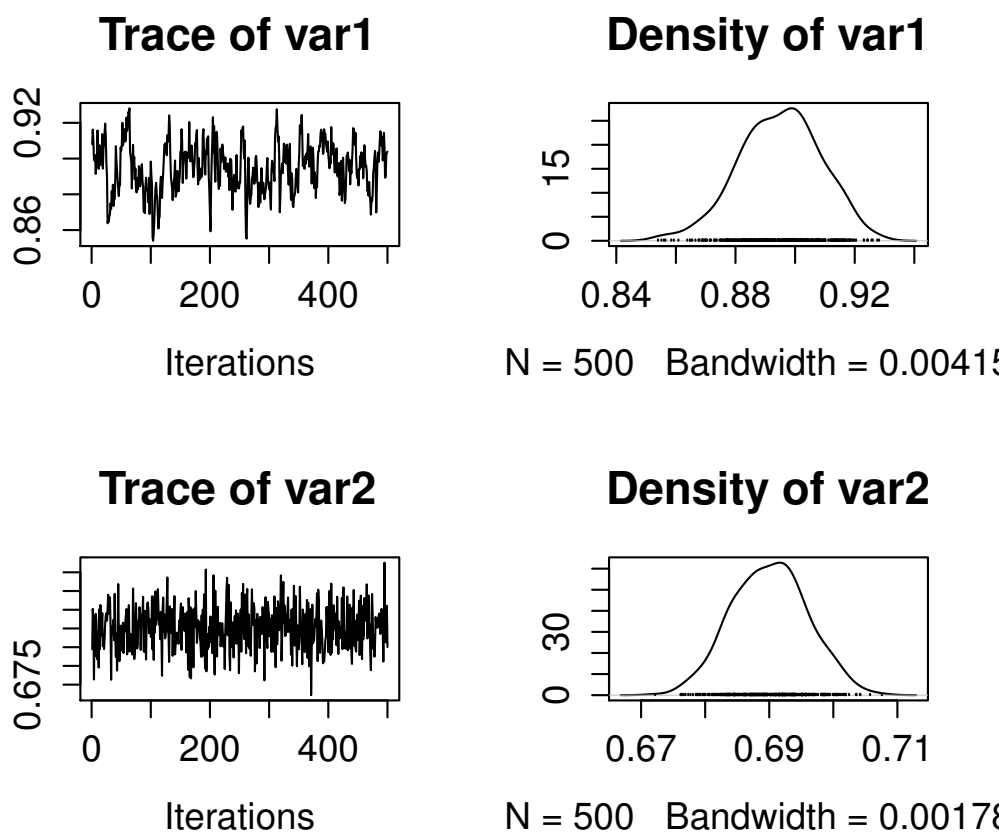 Trace of var1
0.86 0.92
0 200 400
Iterations
Density of var1
0 15
0.84 0.88 0.92
N = 500 Bandwidth = 0.00415
Trace of var2
0.675
0 200 400
Iterations
Density of var2
0 30
0.67 0.69 0.71
N = 500 Bandwidth = 0.00178